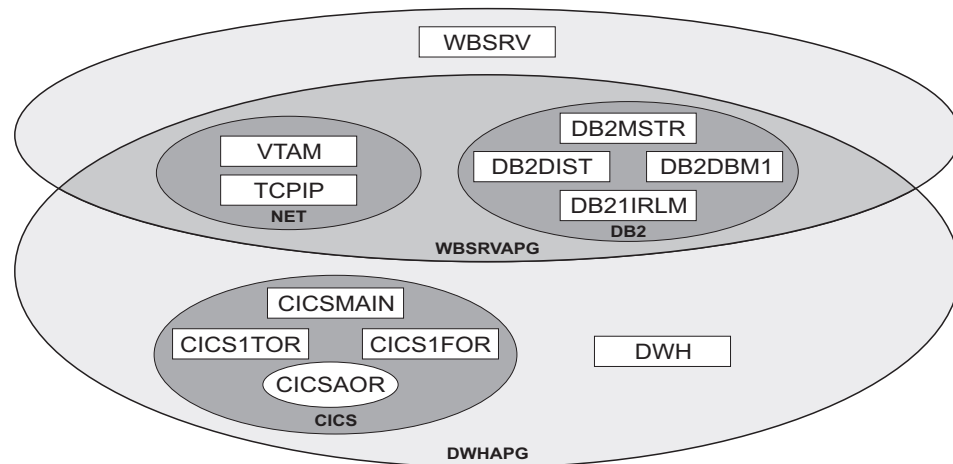 WBSRV
VTAM
TCPIP
NET
DB2MSTR
DB2DIST
DB2DBM1
DB21IRLM
DB2
WBSRVAPG
CICSMAIN
CICS1TOR
CICS1FOR
CICSAOR
CICS
DWH
DWHAPG